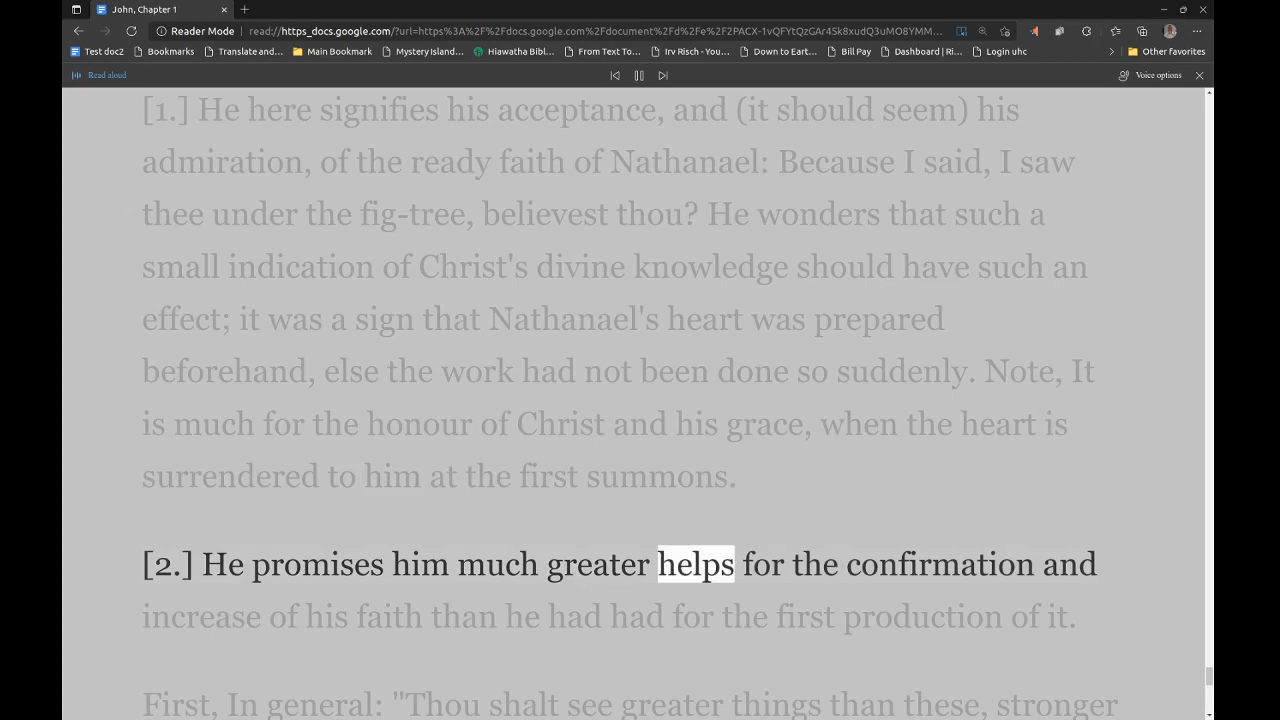 John, Chapter 1
Reader Mode
read://https_docs.google.com/?url=https%3A%2F%2Fdocs.google.com%2Fdocument%2Fd%2Fe%2F2PACX-1vQFYtQzGAr4Sk8xudQ3uMO8YMM...
Test doc2
Bookmarks
Translate and...
Main Bookmark
Mystery Island...
Hiawatha Bibl...
From Text To...
Irv Risch - You...
Down to Eart...
Bill Pay
Dashboard | Ri...
Login uhc
Other favorites
Read aloud
Voice options
[1.] He here signifies his acceptance, and (it should seem) his
admiration, of the ready faith of Nathanael: Because I said, I saw
thee under the fig-tree, believest thou? He wonders that such a
small indication of Christ's divine knowledge should have such an
effect; it was a sign that Nathanael's heart was prepared
beforehand, else the work had not been done so suddenly. Note, It
is much for the honour of Christ and his grace, when the heart is
surrendered to him at the first summons.
[2.] He promises him much greater helps for the confirmation and
increase of his faith than he had had for the first production of it.
First, In general: "Thou shalt see greater things than these, stronger